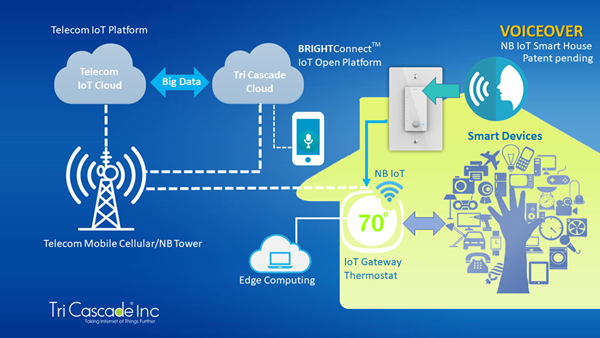 Telecom IoT Platform
VOICEOVER
NB IoT Smart House
Patent pending
BRIGHTConnect™
IoT Open Platform
Telecom
IoT Cloud
Big Data
Tri Cascade
Cloud
Smart Devices
NB IoT
70°
Telecom Mobile Cellular/NB Tower
IoT Gateway
Thermostat
Edge Computing
Tri Cascade Inc
Taking Internet of Things Further